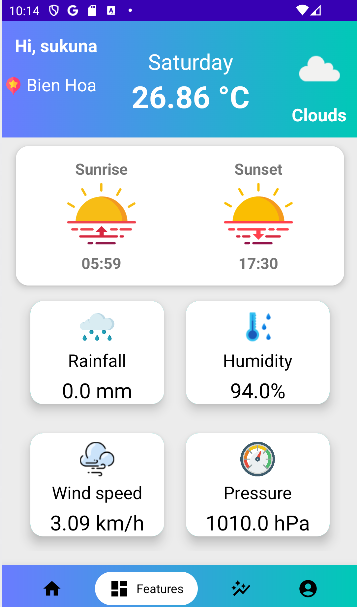 10:14
Hi, sukuna
Bien Hoa
Saturday
26.86 °C
Clouds
Sunrise
Sunset
05:59
17:30
Rainfall
Humidity
0.0 mm
94.0%
Wind speed
Pressure
3.09 km/h
1010.0 hPa
Features